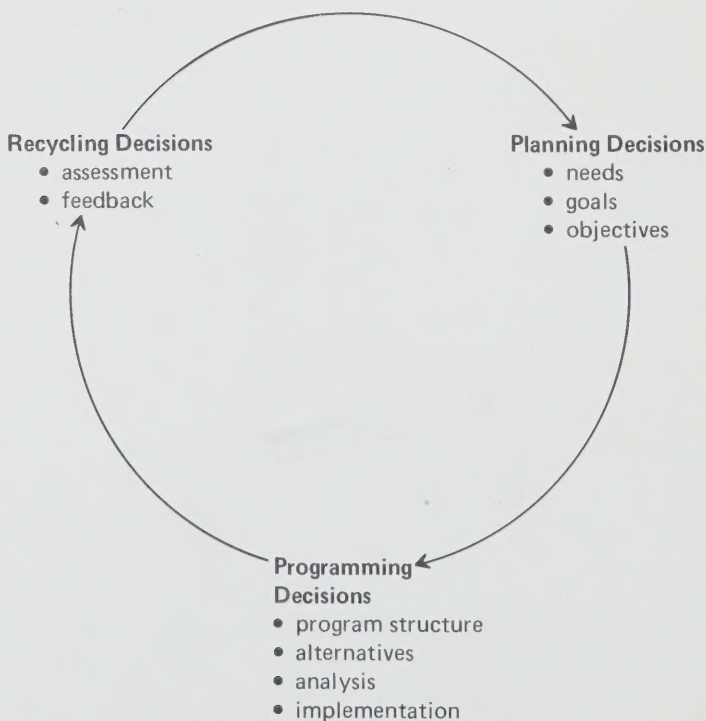 Recycling Decisions
• assessment
• feedback
Planning Decisions
• needs
• goals
• objectives
Programming
Decisions
• program structure
• alternatives
• analysis
• implementation